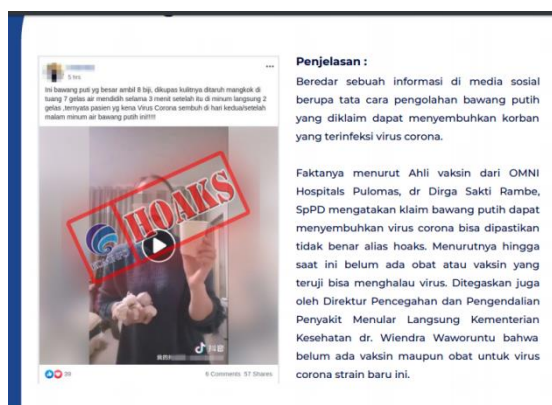 5 hrs
Ini bawang puti yg besar ambl 8 biji, dikupas kulitnya ditaruh mangkok di
tuang 7 gelas air mendidih selama 3 menit setelah itu di minum langsung 2
gelas ,ternyata pasien yg kena Virus Corona sembuh di hari kedua/setelah
malam minum air bawang putih ini!!!!!
HOAKS
KOMINFO
39
6 Comments 57 Shares
Penjelasan :
Beredar sebuah informasi di media sosial
berupa tata cara pengolahan bawang putih
yang diklaim dapat menyembuhkan korban
yang terinfeksi virus corona.
Faktanya menurut Ahli vaksin dari OMNI
Hospitals Pulomas, dr Dirga Sakti Rambe,
SpPD mengatakan klaim bawang putih dapat
menyembuhkan virus corona bisa dipastikan
tidak benar alias hoaks. Menurutnya hingga
saat ini belum ada obat atau vaksin yang
teruji bisa menghalau virus. Ditegaskan juga
oleh Direktur Pencegahan dan Pengendalian
Penyakit Menular Langsung Kementerian
Kesehatan dr. Wiendra Waworuntu bahwa
belum ada vaksin maupun obat untuk virus
corona strain baru ini.